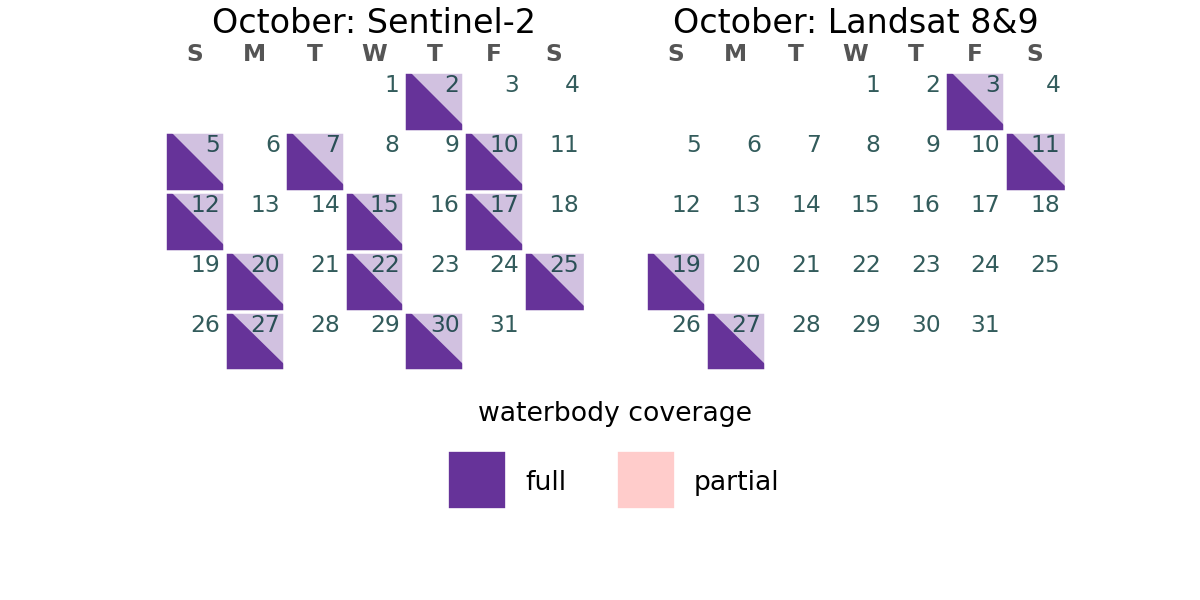 October: Sentinel-2
S M T W T F S
1 2 3 4
5 6 7 8 9 10 11
12 13 14 15 16 17 18
19 20 21 22 23 24 25
26 27 28 29 30 31
October: Landsat 8&9
S M T W T F S
1 2 3 4
5 6 7 8 9 10 11
12 13 14 15 16 17 18
19 20 21 22 23 24 25
26 27 28 29 30 31
waterbody coverage
full
partial